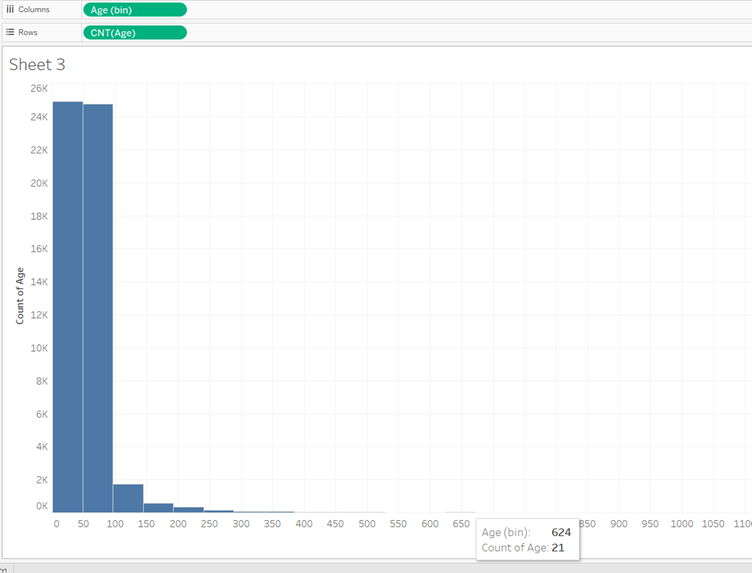 Columns Age (bin)
Rows CNT(Age)
Sheet 3
26K
24K
22K
20K
18K
16K
14K
12K
10K
8K
6K
4K
2K
0K
Count of Age
0 50 100 150 200 250 300 350 400 450 500 550 600 650 850 900 950 1000 1050 110
Age (bin): 624
Count of Age: 21